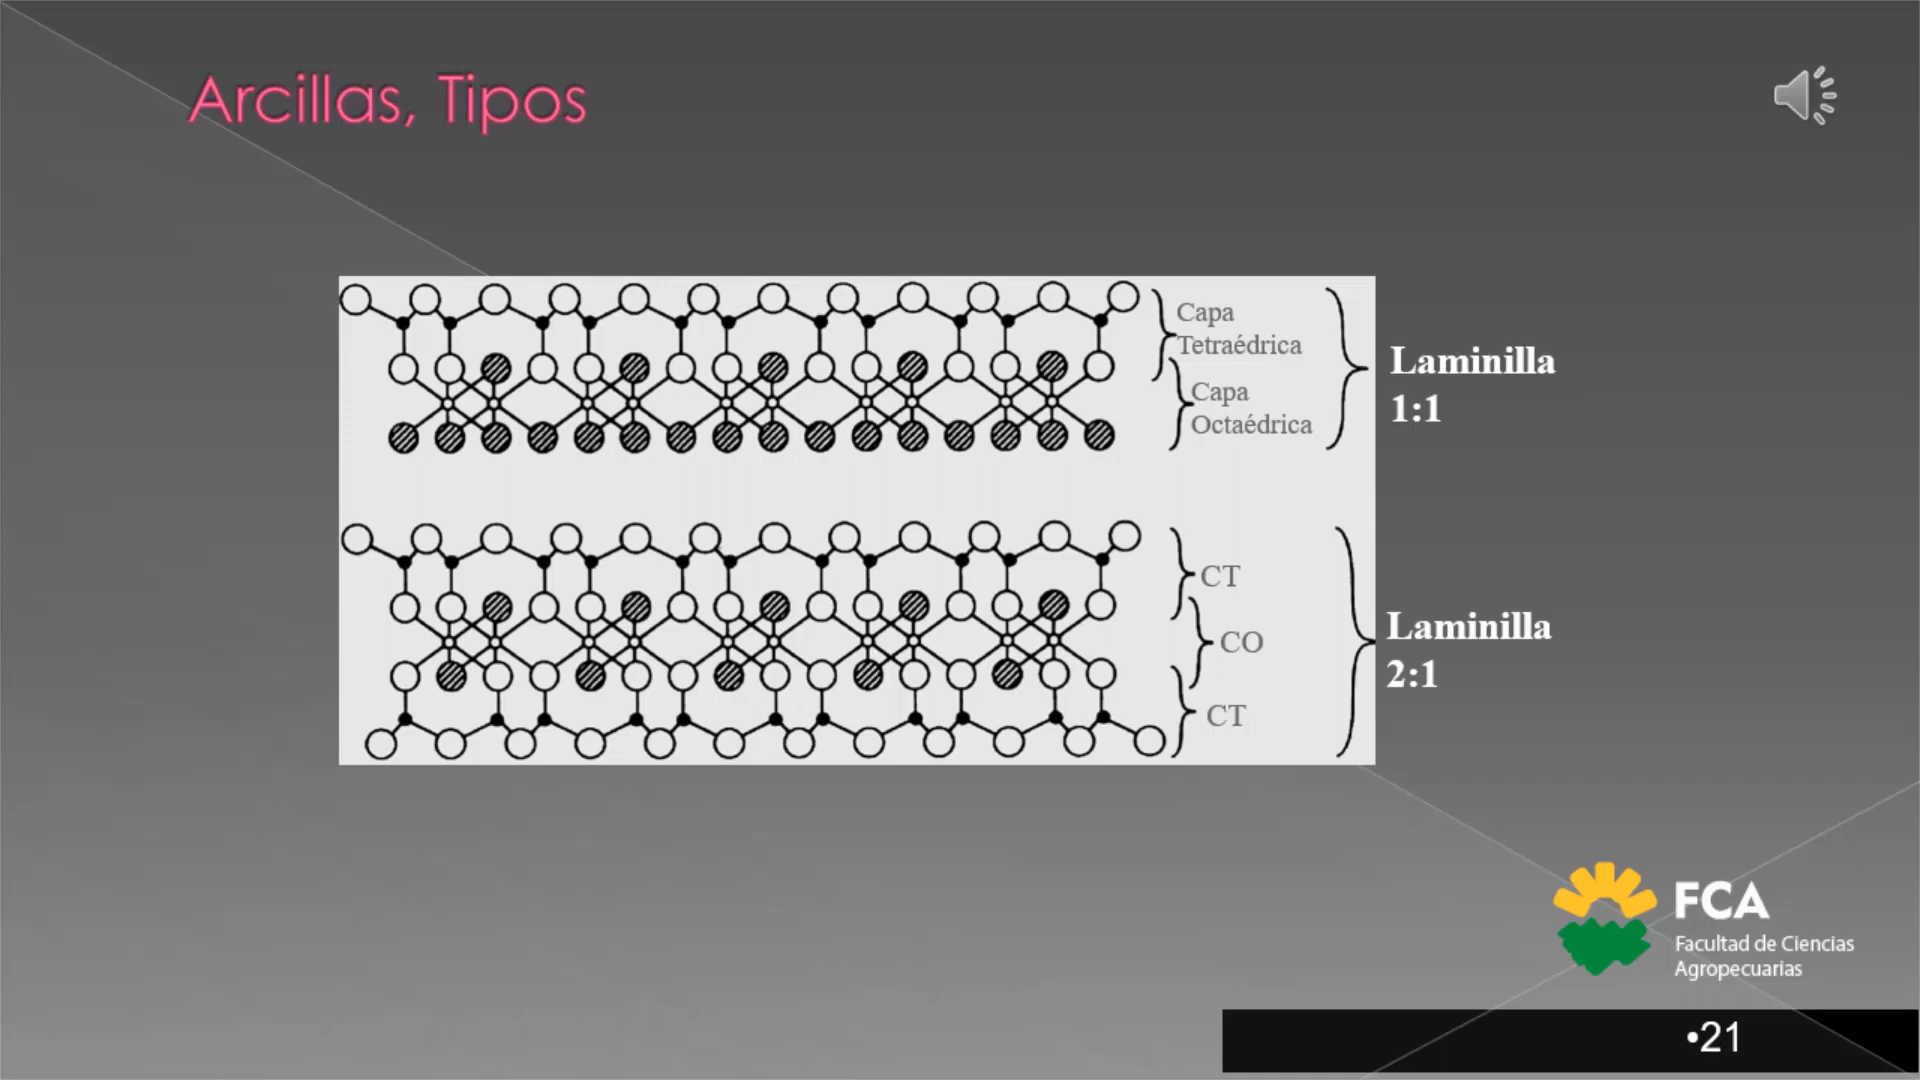 Arcillas, Tipos
Capa
Tetraédrica
Capa
Octaédrica
Laminilla
1:1
CT
CO
CT
Laminilla
2:1
FCA
Facultad de Ciencias
Agropecuarias
•21